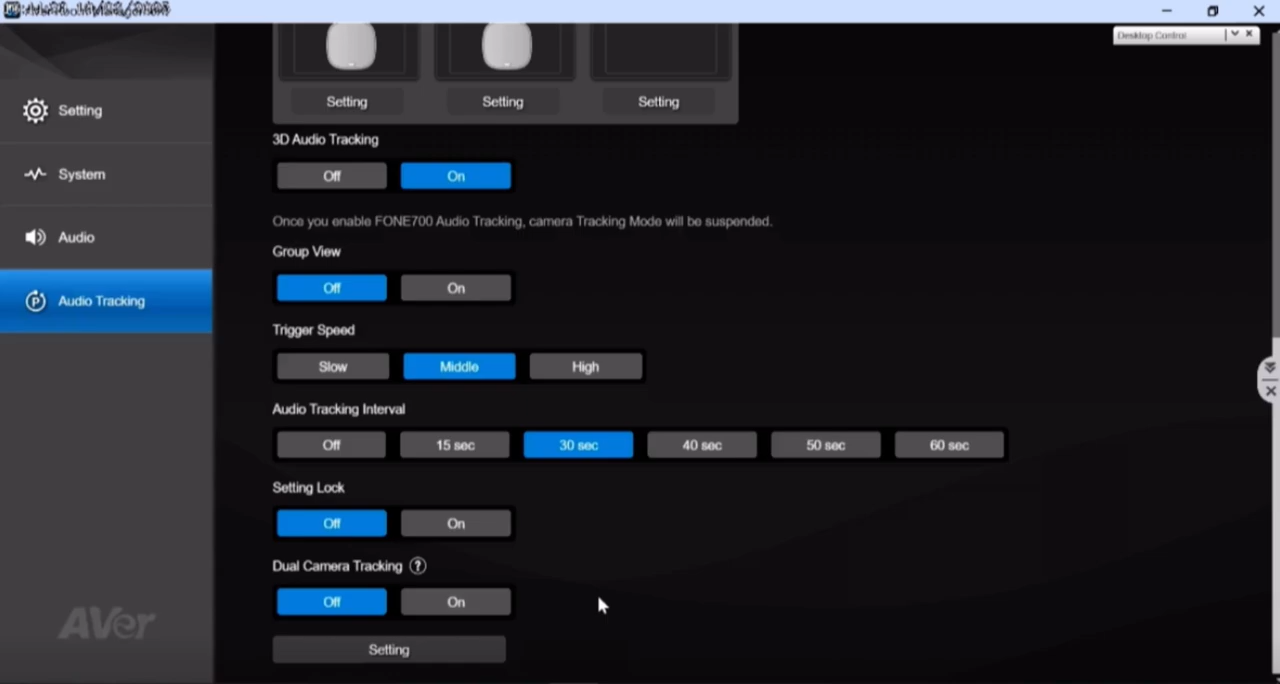 Desktop Control
Setting
System
Audio
Audio Tracking
AVer
Setting Setting Setting
3D Audio Tracking
Off On
Once you enable FONE700 Audio Tracking, camera Tracking Mode will be suspended.
Group View
Off On
Trigger Speed
Slow Middle High
Audio Tracking Interval
Off 15 sec 30 sec 40 sec 50 sec 60 sec
Setting Lock
Off On
Dual Camera Tracking ?
Off On
Setting